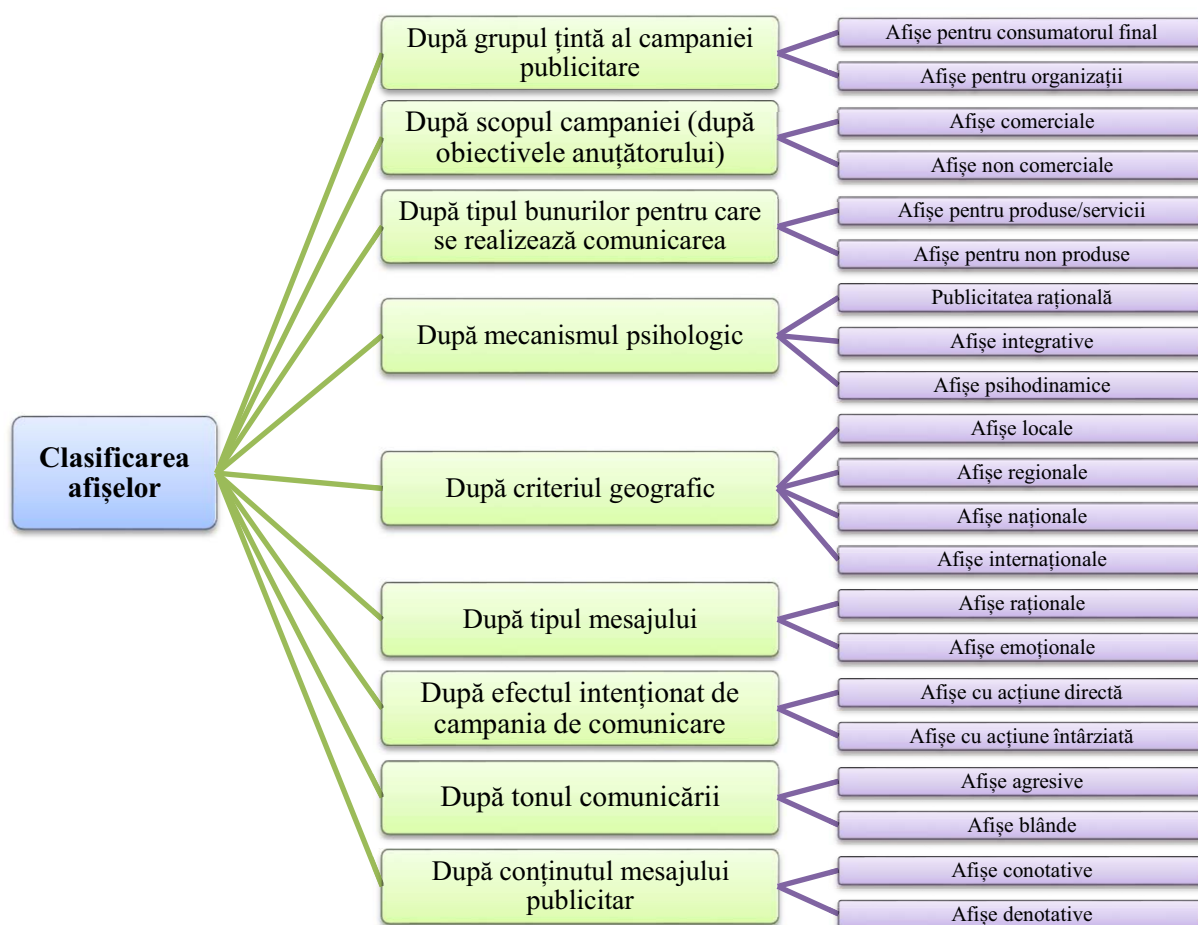 Clasificarea
afișelor
După grupul țintă al campaniei
publicitare
Afișe pentru consumatorul final
Afișe pentru organizații
După scopul campaniei (după
obiectivele anuțătorului)
Afișe comerciale
Afișe non comerciale
După tipul bunurilor pentru care
se realizează comunicarea
Afișe pentru produse/servicii
Afișe pentru non produse
După mecanismul psihologic
Publicitatea rațională
Afișe integrative
Afișe psihodinamice
După criteriul geografic
Afișe locale
Afișe regionale
Afișe naționale
Afișe internaționale
După tipul mesajului
Afișe raționale
Afișe emoționale
După efectul intenționat de
campania de comunicare
Afișe cu acțiune directă
Afișe cu acțiune întârziată
După tonul comunicării
Afișe agresive
Afișe blânde
După conținutul mesajului
publicitar
Afișe conotative
Afișe denotative